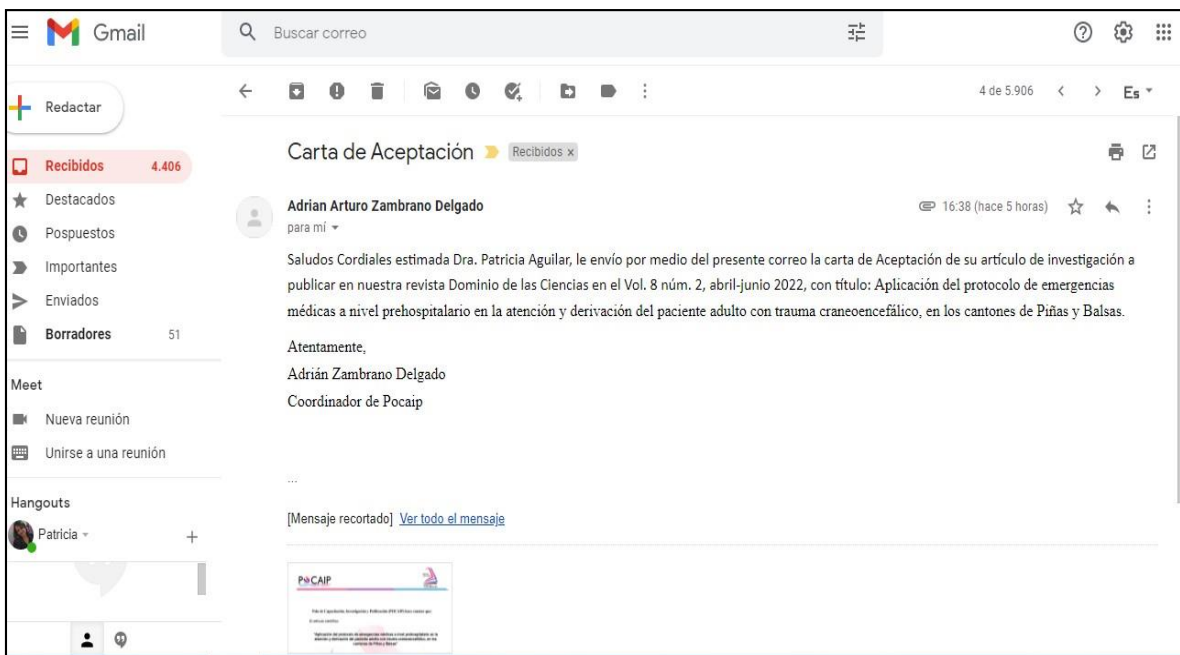 Gmail
Buscar correo
Redactar
4 de 5.906
Es
Recibidos 4.406
Destacados
Pospuestos
Importantes
Enviados
Borradores 51
Meet
Nueva reunión
Unirse a una reunión
Hangouts
Patricia
Carta de Aceptación
Recibidos x
Adrian Arturo Zambrano Delgado
16:38 (hace 5 horas)
para mí
Saludos Cordiales estimada Dra. Patricia Aguilar, le envío por medio del presente correo la carta de Aceptación de su artículo de investigación a
publicar en nuestra revista Dominio de las Ciencias en el Vol. 8 núm. 2, abril-junio 2022, con título: Aplicación del protocolo de emergencias
médicas a nivel prehospitalario en la atención y derivación del paciente adulto con trauma craneoencefálico, en los cantones de Piñas y Balsas.
Atentamente,
Adrián Zambrano Delgado
Coordinador de Pocaip
...
[Mensaje recortado] Ver todo el mensaje
POCAIP